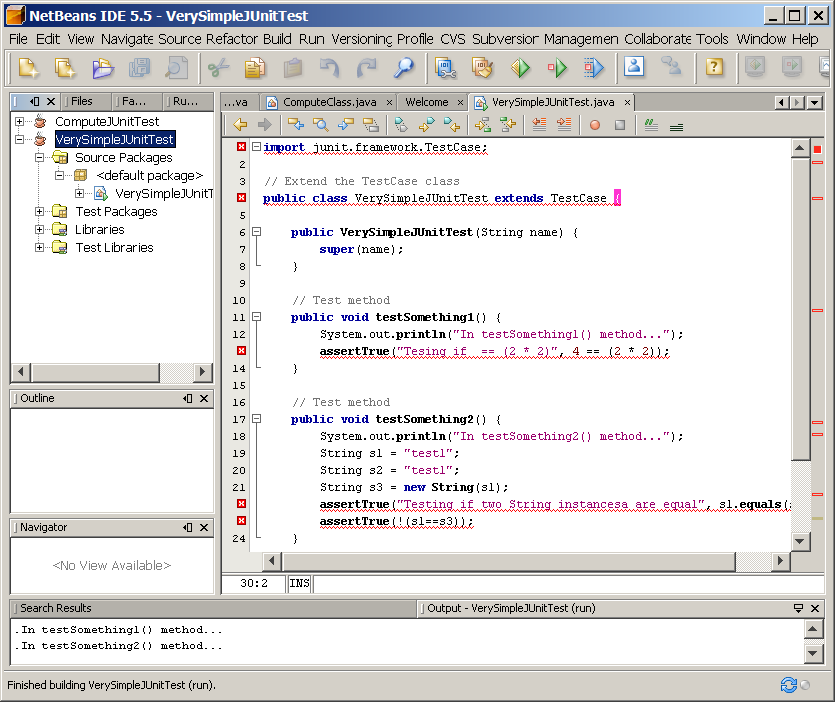 NetBeans IDE 5.5 - VerySimpleJUnitTest
File Edit View Navigate Source Refactor Build Run Versioning Profile CVS Subversion Managemen Collaborate Tools Window Help
Files Fa... Ru... ...va ComputeClass.java Welcome VerySimpleJUnitTest.java
ComputeJUnitTest
VerySimpleJUnitTest
Source Packages
<default package>
VerySimpleJUnitT
Test Packages
Libraries
Test Libraries
import junit.framework.TestCase;
2
3 // Extend the TestCase class
public class VerySimpleJUnitTest extends TestCase {
5
6 public VerySimpleJUnitTest(String name) {
7 super(name);
8 }
9
10 // Test method
11 public void testSomething1() {
12 System.out.println("In testSomething1() method...");
assertTrue("Tesing if  == (2 * 2)", 4 == (2 * 2));
14 }
15
16 // Test method
17 public void testSomething2() {
18 System.out.println("In testSomething2() method...");
19 String s1 = "test1";
20 String s2 = "test1";
21 String s3 = new String(s1);
assertTrue("Testing if two String instancesa are equal", s1.equals(
assertTrue(!(s1==s3));
24 }
30:2 INS
Outline
Navigator
<No View Available>
Search Results
Output - VerySimpleJUnitTest (run)
.In testSomething1() method...
.In testSomething2() method...
Finished building VerySimpleJUnitTest (run).